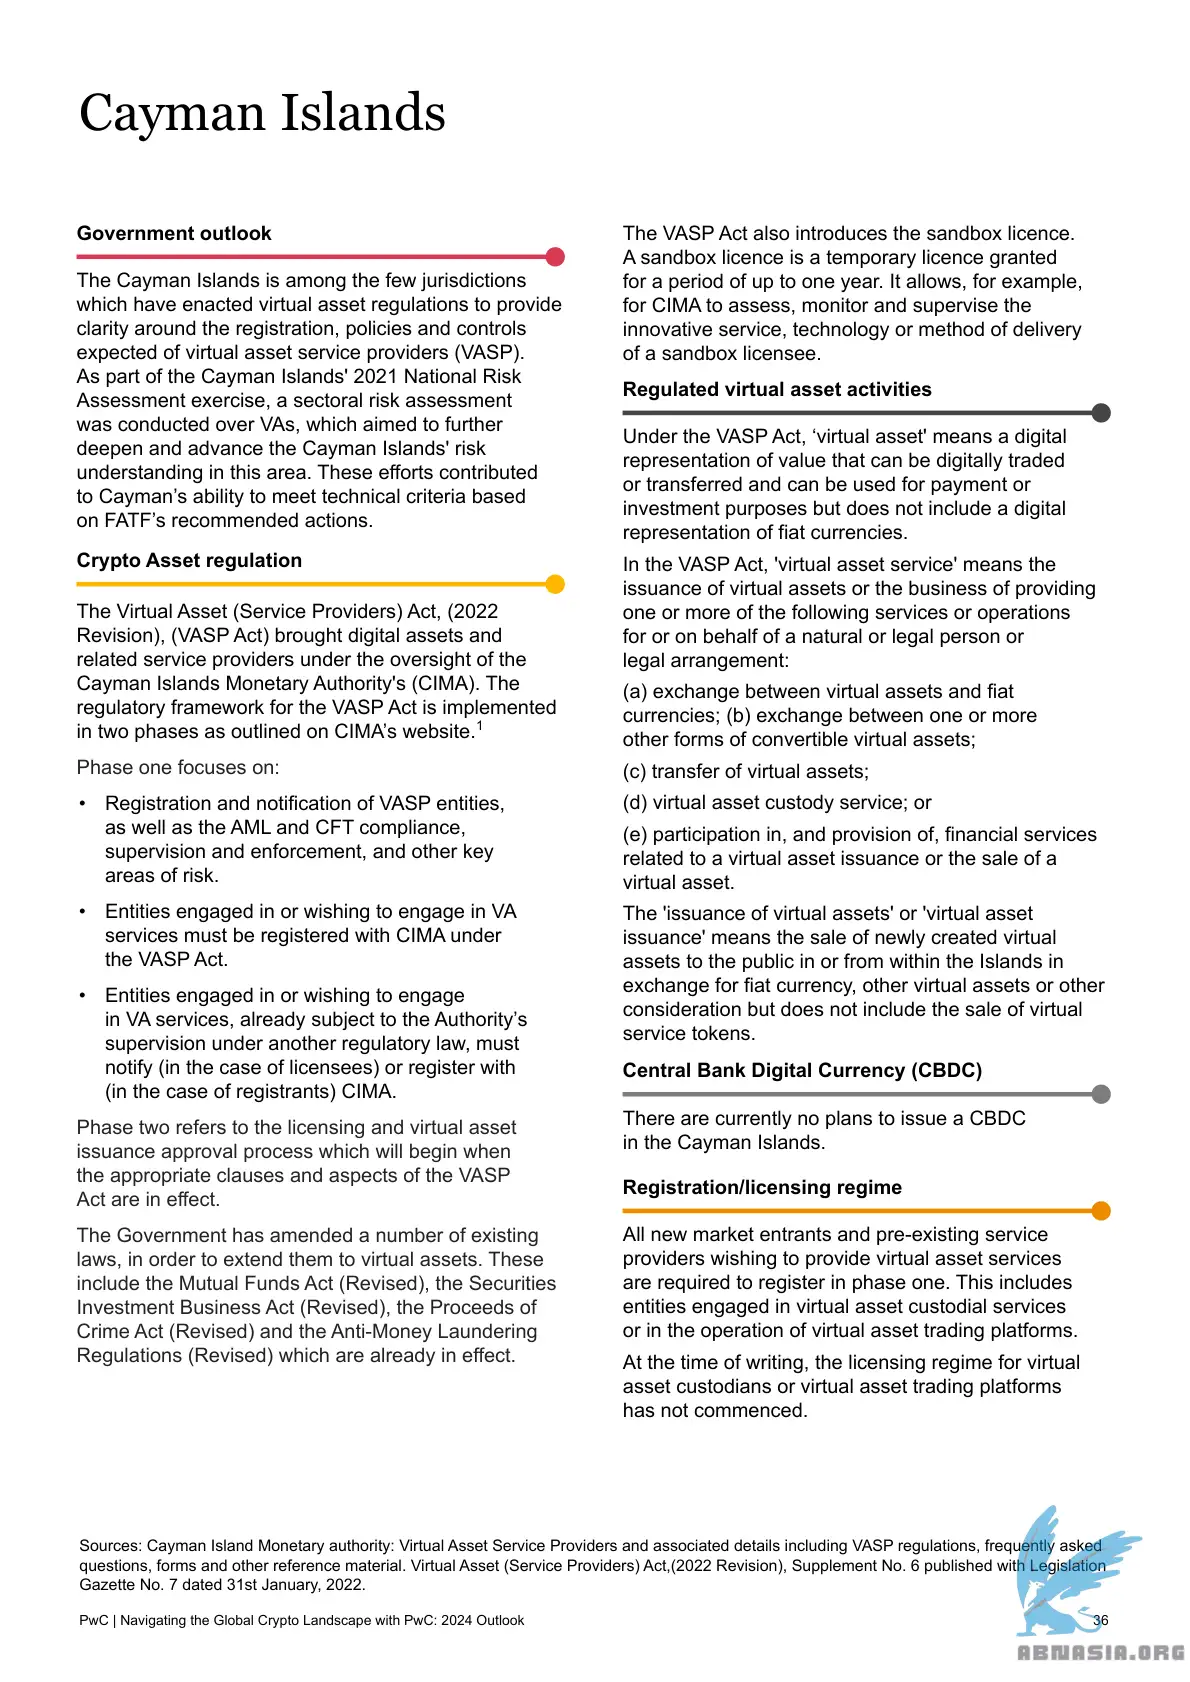 Cayman Islands
Government outlook
The Cayman Islands is among the few jurisdictions
which have enacted virtual asset regulations to provide
clarity around the registration, policies and controls
expected of virtual asset service providers (VASP).
As part of the Cayman Islands' 2021 National Risk
Assessment exercise, a sectoral risk assessment
was conducted over VAs, which aimed to further
deepen and advance the Cayman Islands' risk
understanding in this area. These efforts contributed
to Cayman’s ability to meet technical criteria based
on FATF’s recommended actions.
Crypto Asset regulation
The Virtual Asset (Service Providers) Act, (2022
Revision), (VASP Act) brought digital assets and
related service providers under the oversight of the
Cayman Islands Monetary Authority's (CIMA). The
regulatory framework for the VASP Act is implemented
in two phases as outlined on CIMA’s website.1
Phase one focuses on:
• Registration and notification of VASP entities,
as well as the AML and CFT compliance,
supervision and enforcement, and other key
areas of risk.
• Entities engaged in or wishing to engage in VA
services must be registered with CIMA under
the VASP Act.
• Entities engaged in or wishing to engage
in VA services, already subject to the Authority’s
supervision under another regulatory law, must
notify (in the case of licensees) or register with
(in the case of registrants) CIMA.
Phase two refers to the licensing and virtual asset
issuance approval process which will begin when
the appropriate clauses and aspects of the VASP
Act are in effect.
The Government has amended a number of existing
laws, in order to extend them to virtual assets. These
include the Mutual Funds Act (Revised), the Securities
Investment Business Act (Revised), the Proceeds of
Crime Act (Revised) and the Anti-Money Laundering
Regulations (Revised) which are already in effect.
The VASP Act also introduces the sandbox licence.
A sandbox licence is a temporary licence granted
for a period of up to one year. It allows, for example,
for CIMA to assess, monitor and supervise the
innovative service, technology or method of delivery
of a sandbox licensee.
Regulated virtual asset activities
Under the VASP Act, ‘virtual asset' means a digital
representation of value that can be digitally traded
or transferred and can be used for payment or
investment purposes but does not include a digital
representation of fiat currencies.
In the VASP Act, 'virtual asset service' means the
issuance of virtual assets or the business of providing
one or more of the following services or operations
for or on behalf of a natural or legal person or
legal arrangement:
(a) exchange between virtual assets and fiat
currencies; (b) exchange between one or more
other forms of convertible virtual assets;
(c) transfer of virtual assets;
(d) virtual asset custody service; or
(e) participation in, and provision of, financial services
related to a virtual asset issuance or the sale of a
virtual asset.
The 'issuance of virtual assets' or 'virtual asset
issuance' means the sale of newly created virtual
assets to the public in or from within the Islands in
exchange for fiat currency, other virtual assets or other
consideration but does not include the sale of virtual
service tokens.
Central Bank Digital Currency (CBDC)
There are currently no plans to issue a CBDC
in the Cayman Islands.
Registration/licensing regime
All new market entrants and pre-existing service
providers wishing to provide virtual asset services
are required to register in phase one. This includes
entities engaged in virtual asset custodial services
or in the operation of virtual asset trading platforms.
At the time of writing, the licensing regime for virtual
asset custodians or virtual asset trading platforms
has not commenced.
Sources: Cayman Island Monetary authority: Virtual Asset Service Providers and associated details including VASP regulations, frequently asked
questions, forms and other reference material. Virtual Asset (Service Providers) Act,(2022 Revision), Supplement No. 6 published with Legislation
Gazette No. 7 dated 31st January, 2022.
PwC | Navigating the Global Crypto Landscape with PwC: 2024 Outlook
36
ABNASIA.ORG